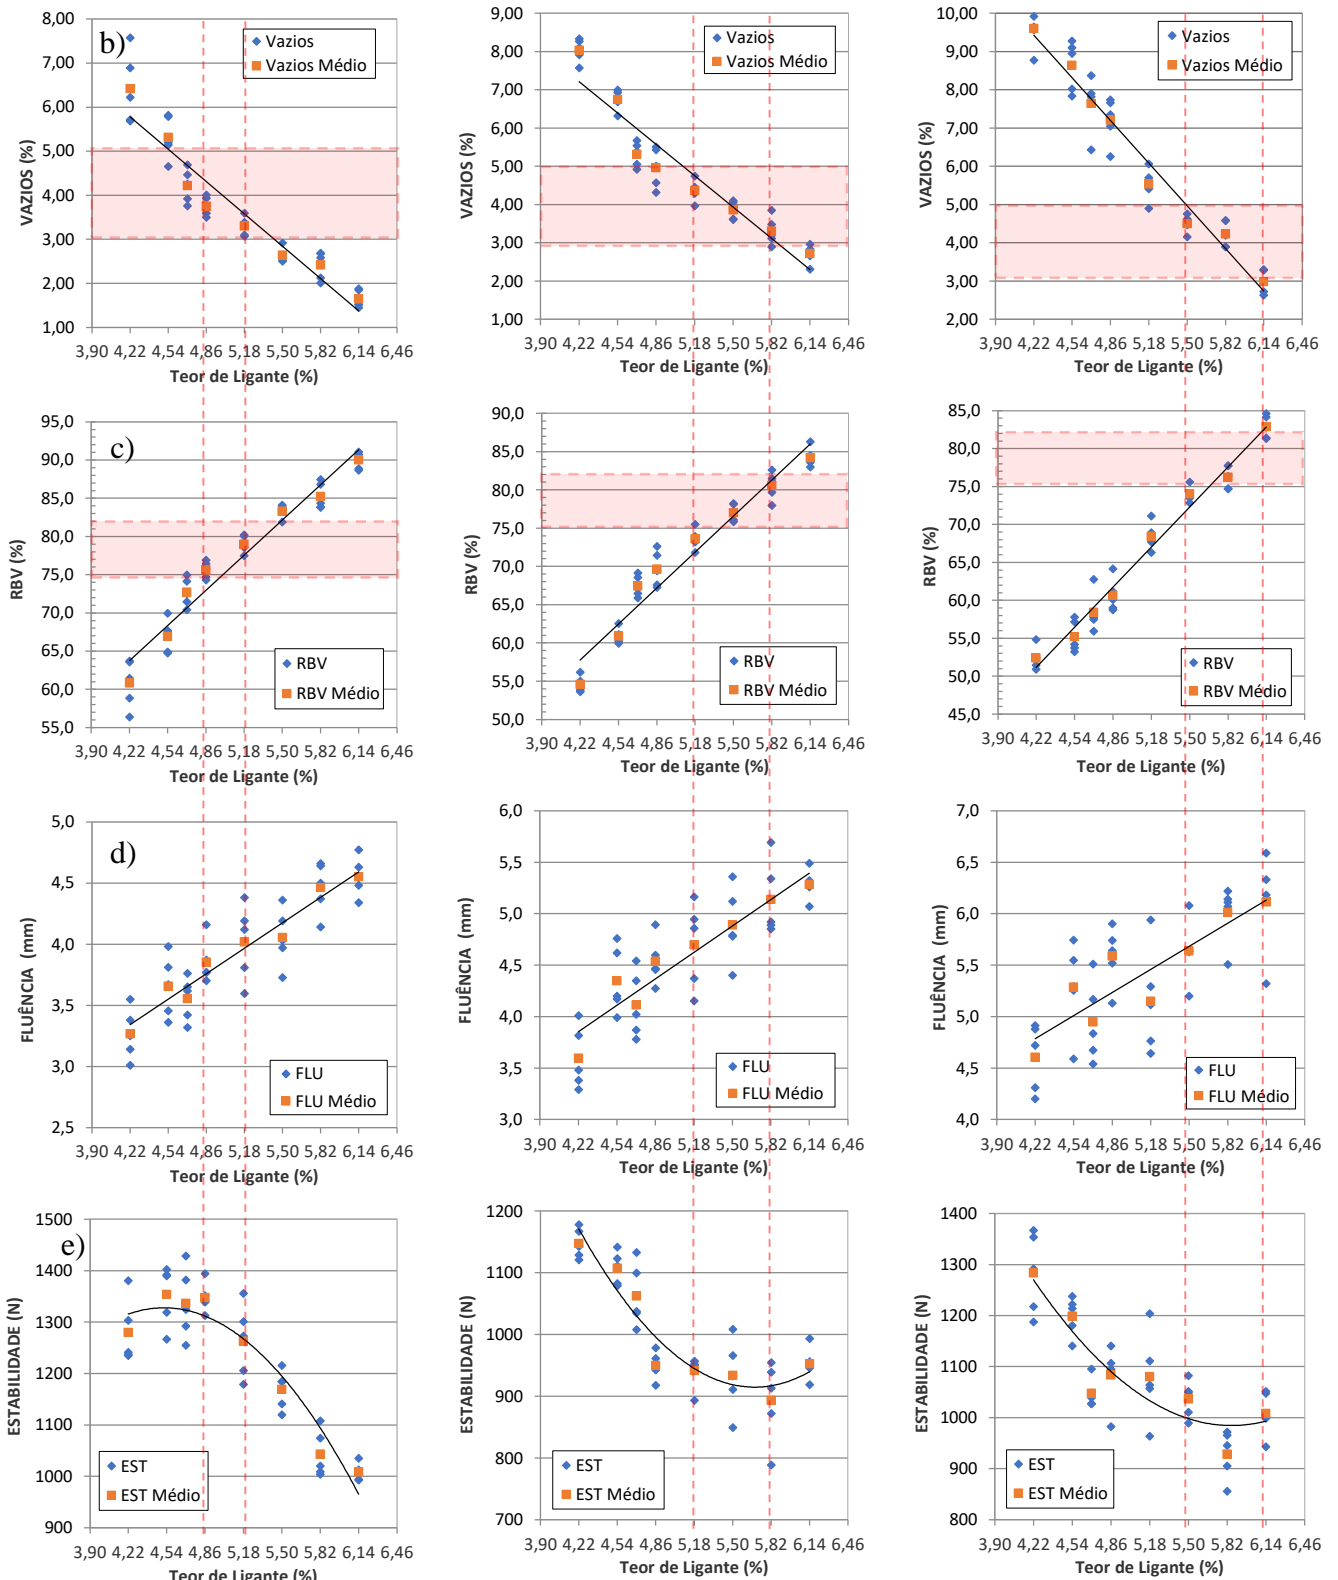 b)
8,00
7,00
6,00
5,00
4,00
3,00
2,00
1,00
VAZIOS (%)
Vazios
Vazios Médio
3,90 4,22 4,54 4,86 5,18 5,50 5,82 6,14 6,46
Teor de Ligante (%)
9,00
8,00
7,00
6,00
5,00
4,00
3,00
2,00
1,00
VAZIOS (%)
Vazios
Vazios Médio
3,90 4,22 4,54 4,86 5,18 5,50 5,82 6,14 6,46
Teor de Ligante (%)
10,00
9,00
8,00
7,00
6,00
5,00
4,00
3,00
2,00
VAZIOS (%)
Vazios
Vazios Médio
3,90 4,22 4,54 4,86 5,18 5,50 5,82 6,14 6,46
Teor de Ligante (%)
c)
95,0
90,0
85,0
80,0
75,0
70,0
65,0
60,0
55,0
RBV (%)
RBV
RBV Médio
3,90 4,22 4,54 4,86 5,18 5,50 5,82 6,14 6,46
Teor de Ligante (%)
90,0
85,0
80,0
75,0
70,0
65,0
60,0
55,0
50,0
RBV (%)
RBV
RBV Médio
3,90 4,22 4,54 4,86 5,18 5,50 5,82 6,14 6,46
Teor de Ligante (%)
85,0
80,0
75,0
70,0
65,0
60,0
55,0
50,0
45,0
RBV (%)
RBV
RBV Médio
3,90 4,22 4,54 4,86 5,18 5,50 5,82 6,14 6,46
Teor de Ligante (%)
d)
5,0
4,5
4,0
3,5
3,0
2,5
FLUÊNCIA (mm)
FLU
FLU Médio
3,90 4,22 4,54 4,86 5,18 5,50 5,82 6,14 6,46
Teor de Ligante (%)
6,0
5,5
5,0
4,5
4,0
3,5
3,0
FLUÊNCIA (mm)
FLU
FLU Médio
3,90 4,22 4,54 4,86 5,18 5,50 5,82 6,14 6,46
Teor de Ligante (%)
7,0
6,5
6,0
5,5
5,0
4,5
4,0
FLUÊNCIA (mm)
FLU
FLU Médio
3,90 4,22 4,54 4,86 5,18 5,50 5,82 6,14 6,46
Teor de Ligante (%)
e)
1500
1400
1300
1200
1100
1000
900
ESTABILIDADE (N)
EST
EST Médio
3,90 4,22 4,54 4,86 5,18 5,50 5,82 6,14 6,46
Teor de Ligante (%)
1200
1100
1000
900
800
700
ESTABILIDADE (N)
EST
EST Médio
3,90 4,22 4,54 4,86 5,18 5,50 5,82 6,14 6,46
Teor de Ligante (%)
1400
1300
1200
1100
1000
900
800
ESTABILIDADE (N)
EST
EST Médio
3,90 4,22 4,54 4,86 5,18 5,50 5,82 6,14 6,46
Teor de Ligante (%)